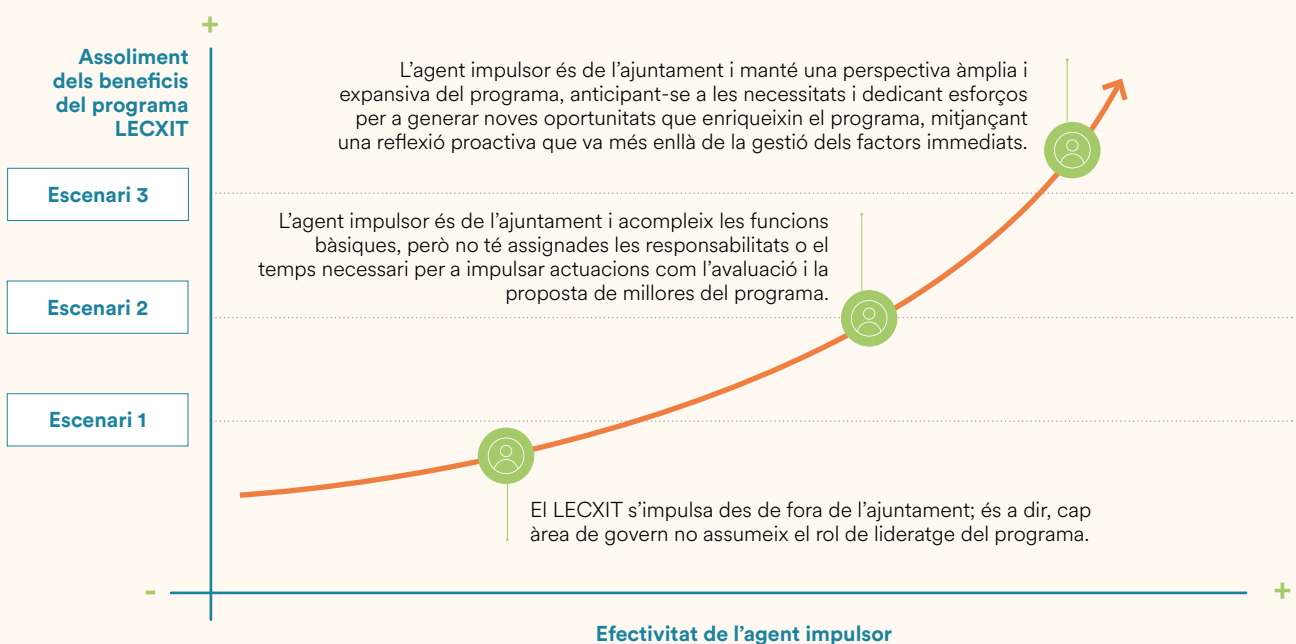 +
Assoliment
dels beneficis
del programa
LECXIT
L’agent impulsor és de l’ajuntament i manté una perspectiva àmplia i
expansiva del programa, anticipant-se a les necessitats i dedicant esforços
per a generar noves oportunitats que enriqueixin el programa, mitjançant
una reflexió proactiva que va més enllà de la gestió dels factors immediats.
Escenari 3
L’agent impulsor és de l’ajuntament i acompleix les funcions
bàsiques, però no té assignades les responsabilitats o el
temps necessari per a impulsar actuacions com l’avaluació i la
proposta de millores del programa.
Escenari 2
Escenari 1
El LECXIT s’impulsa des de fora de l’ajuntament; és a dir, cap
àrea de govern no assumeix el rol de lideratge del programa.
-
+
Efectivitat de l’agent impulsor